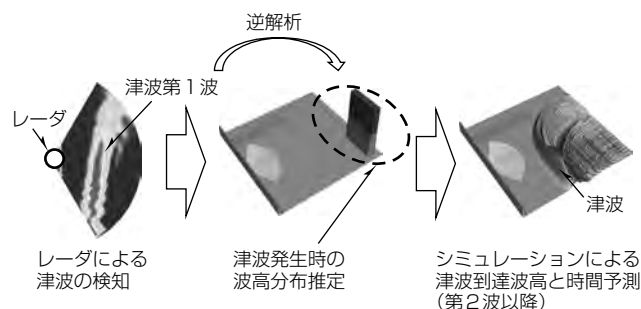 逆解析
津波第1波
レーダ
津波
レーダによる
津波の検知
津波発生時の
波高分布推定
シミュレーションによる
津波到達波高と時間予測
(第2波以降)